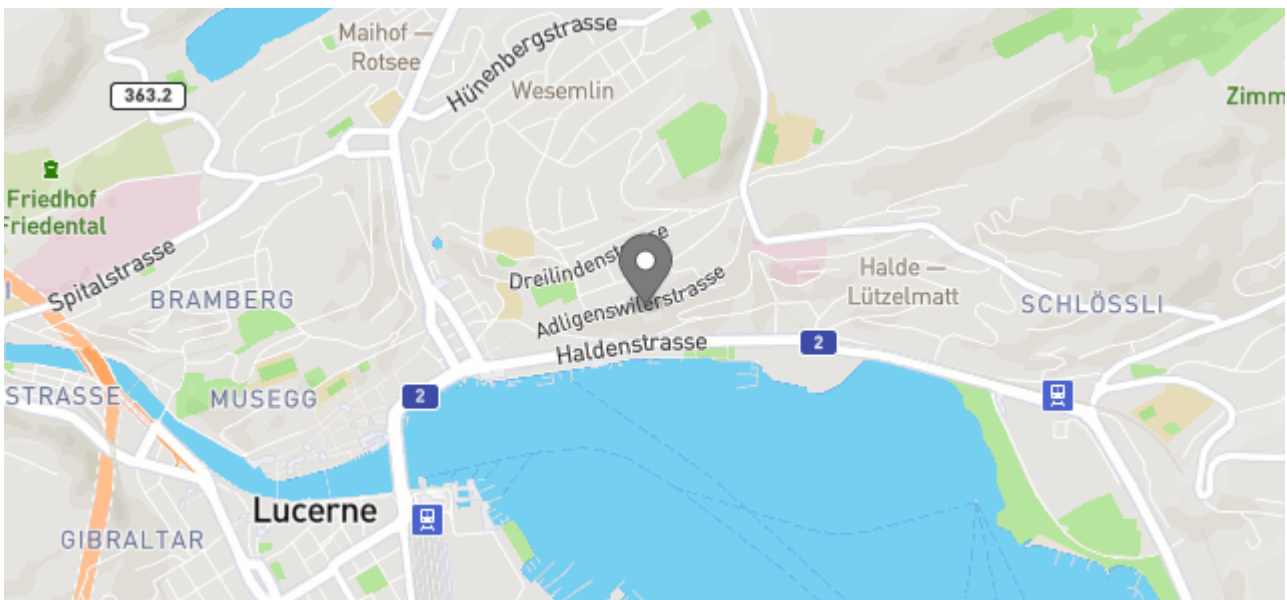 Maihof —
Rotsee
Hünenbergstrasse
363.2
Wesemlin
Zimm
Friedhof
Friedental
Dreilindenstrasse
Spitalstrasse
BRAMBERG
Adligenswilerstrasse
Halde —
Lützelmatt
SCHLÖSSLI
Haldenstrasse
2
STRASSE
MUSEGG
2
Lucerne
GIBRALTAR